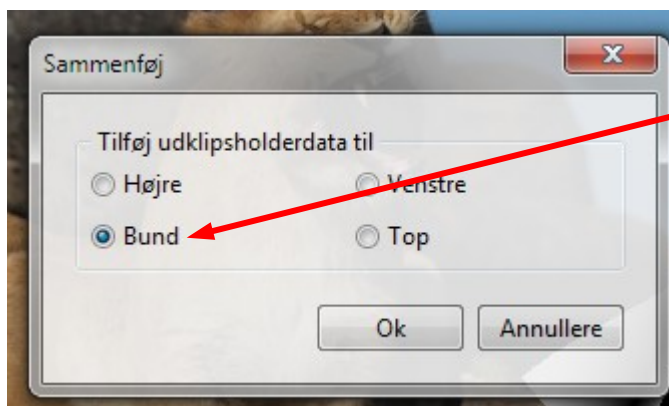 Sammenføj
Tilføj udklipsholderdata til
Højre
Venstre
Bund
Top
Ok
Annullere